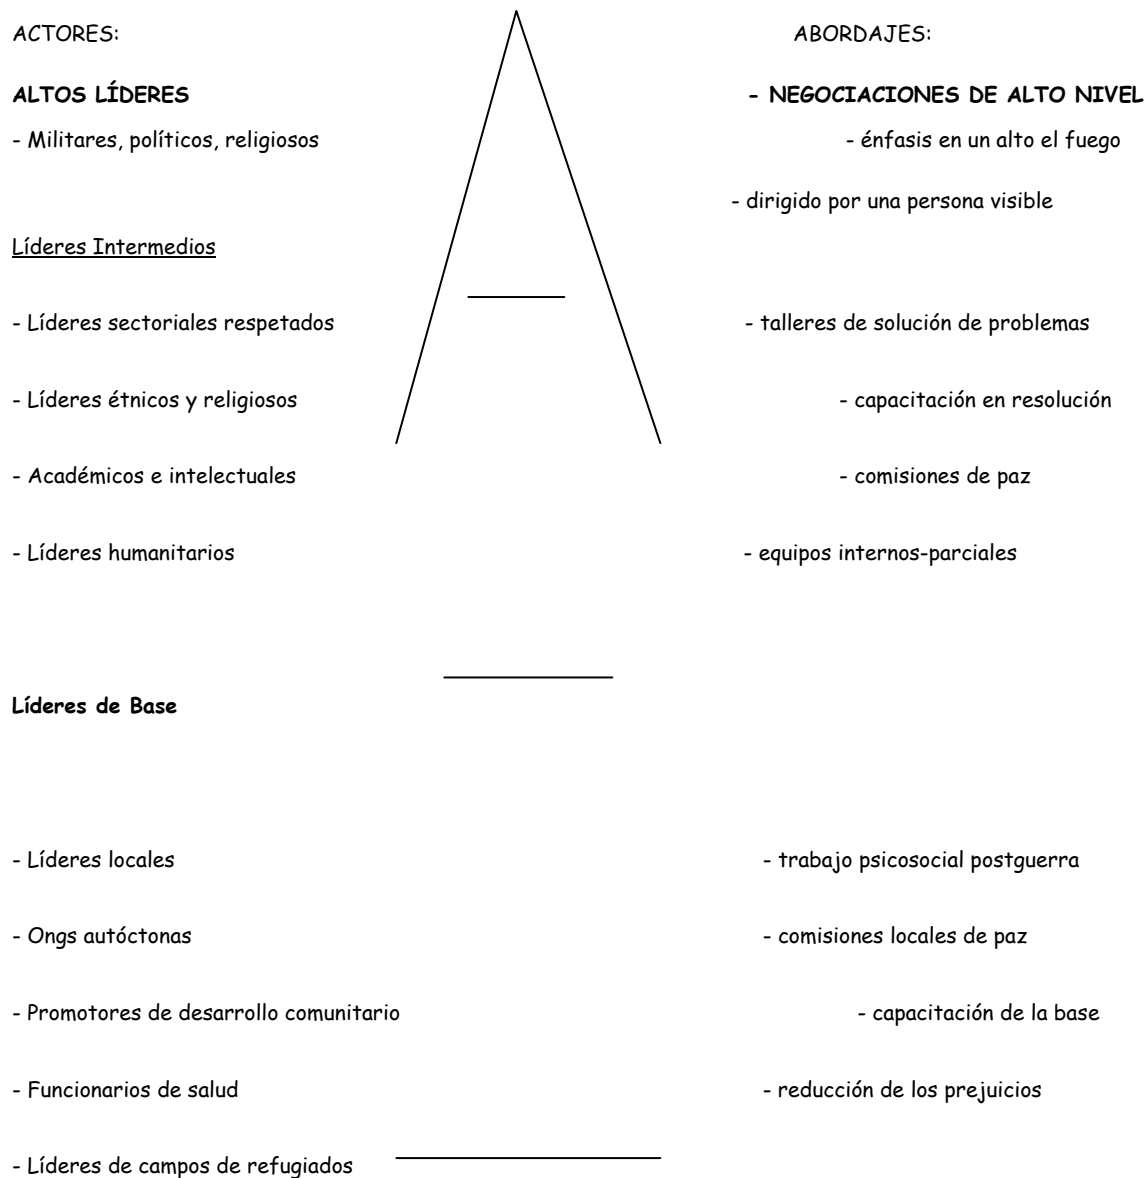 ACTORES: ABORDAJES:
ALTOS LÍDERES - NEGOCIACIONES DE ALTO NIVEL
- Militares, políticos, religiosos - énfasis en un alto el fuego
- dirigido por una persona visible
Líderes Intermedios
- Líderes sectoriales respetados - talleres de solución de problemas
- Líderes étnicos y religiosos - capacitación en resolución
- Académicos e intelectuales - comisiones de paz
- Líderes humanitarios - equipos internos-parciales
Líderes de Base
- Líderes locales - trabajo psicosocial postguerra
- Ongs autóctonas - comisiones locales de paz
- Promotores de desarrollo comunitario - capacitación de la base
- Funcionarios de salud - reducción de los prejuicios
- Líderes de campos de refugiados